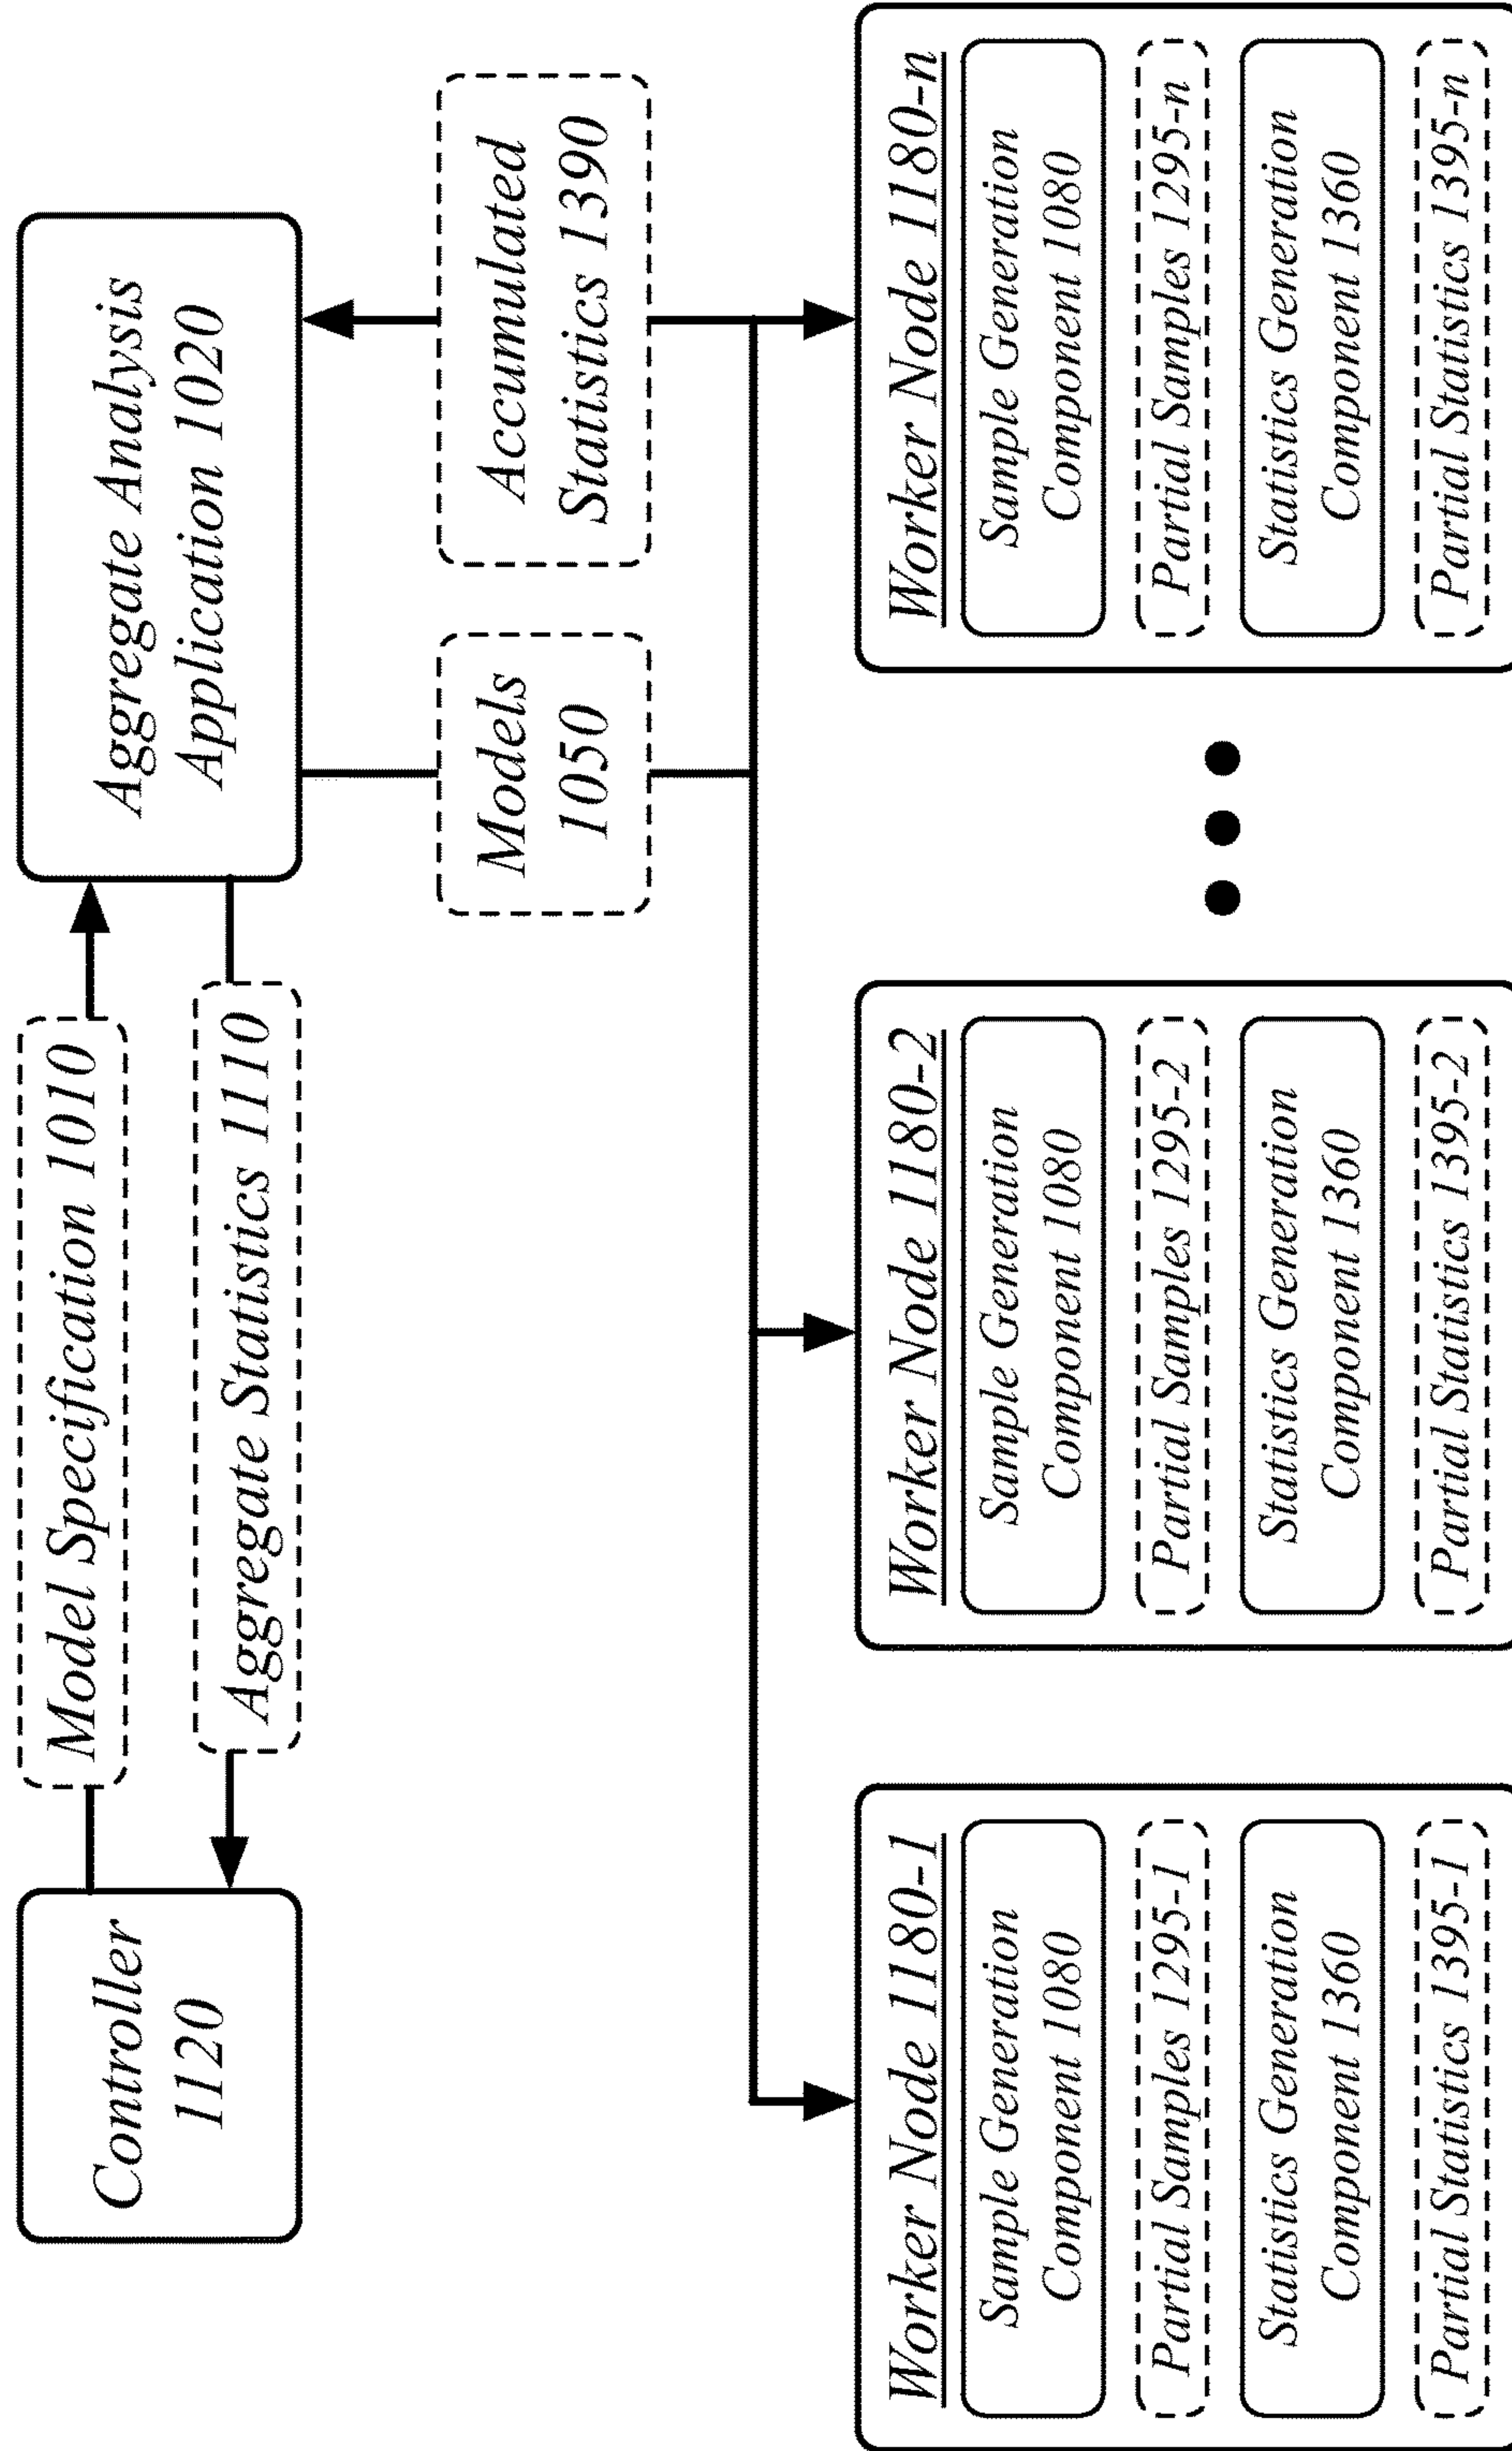 Controller
1120
Model Specification 1010
Aggregate Statistics 1110
Aggregate Analysis
Application 1020
Models
1050
Accumulated
Statistics 1390
Worker Node 1180-1
Sample Generation
Component 1080
Partial Samples 1295-1
Statistics Generation
Component 1360
Partial Statistics 1395-1
Worker Node 1180-2
Sample Generation
Component 1080
Partial Samples 1295-2
Statistics Generation
Component 1360
Partial Statistics 1395-2
Worker Node 1180-n
Sample Generation
Component 1080
Partial Samples 1295-n
Statistics Generation
Component 1360
Partial Statistics 1395-n